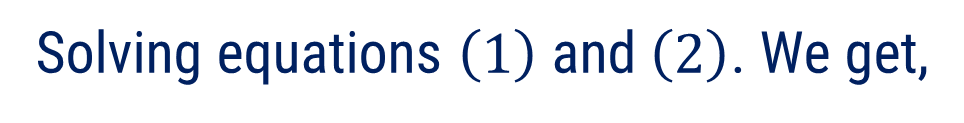 Solving equations (1) and (2). We get,